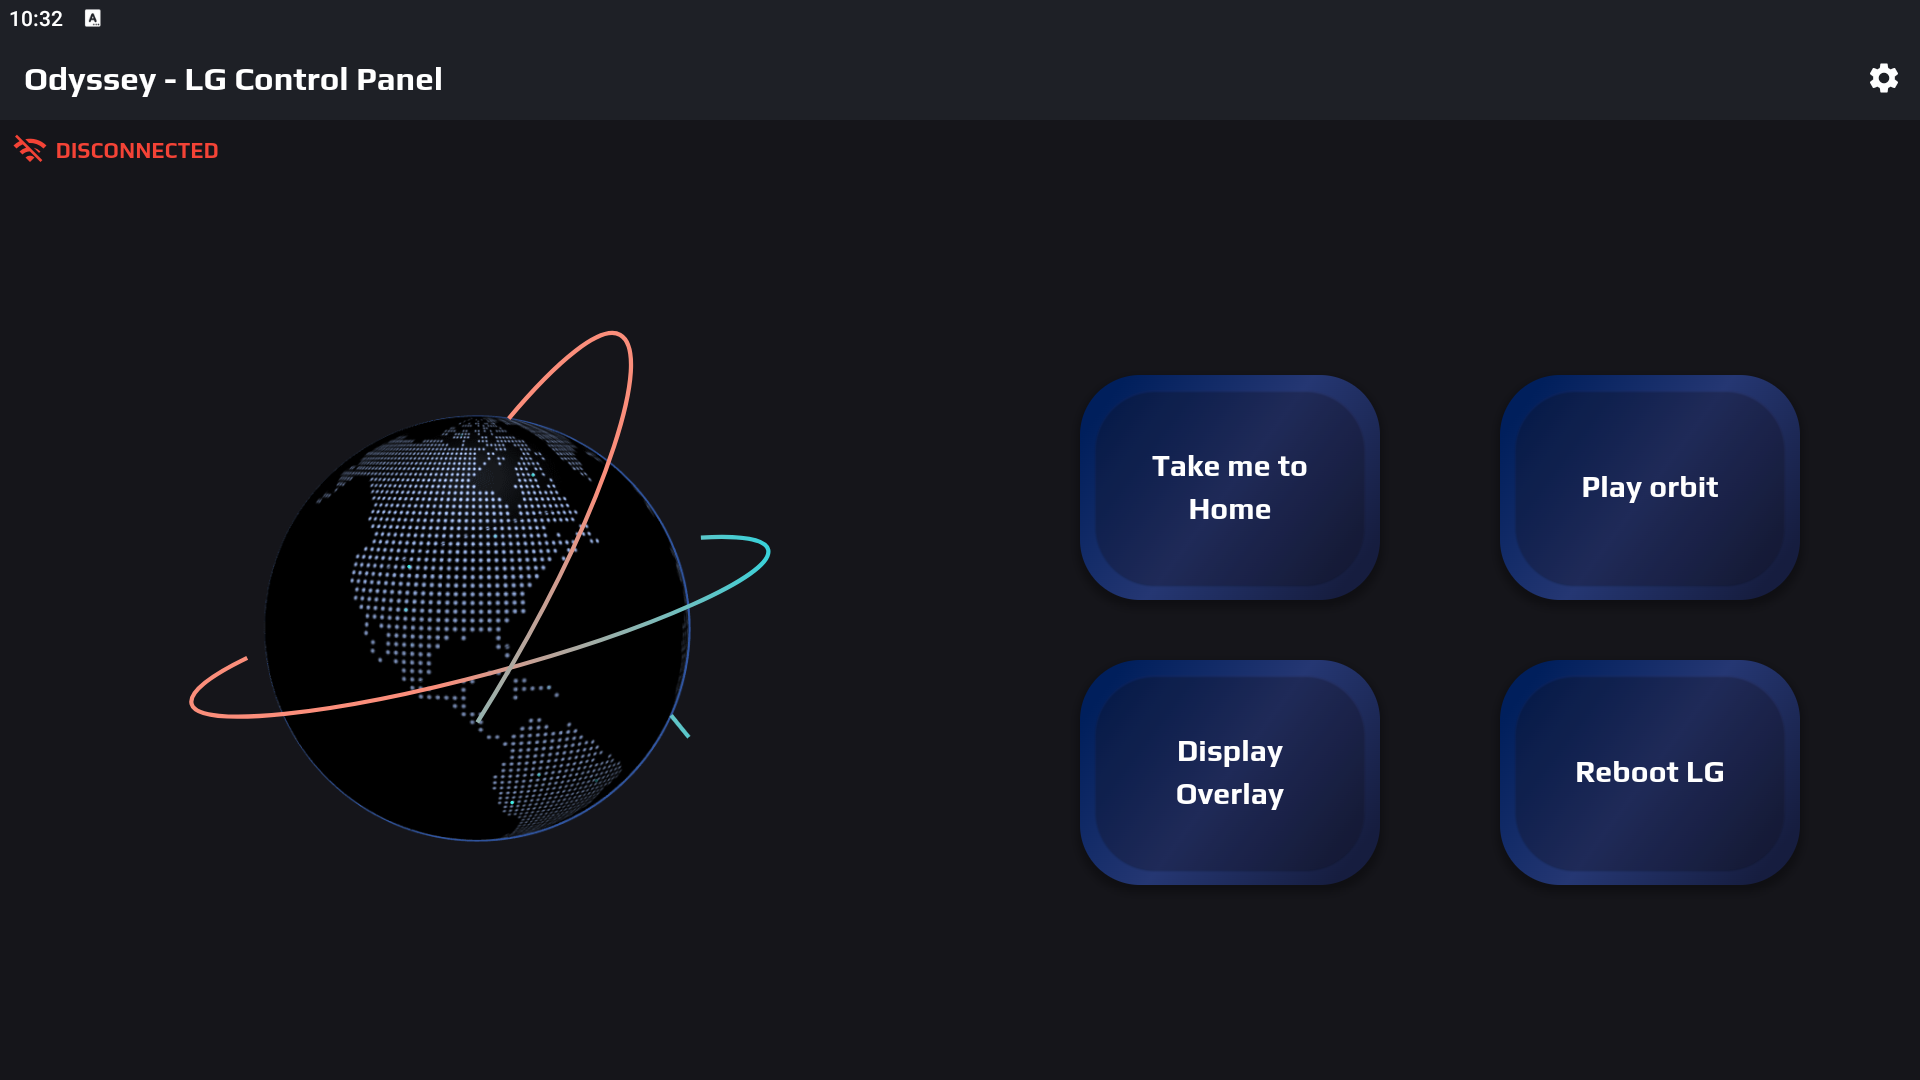 10:32
A
Odyssey - LG Control Panel
DISCONNECTED
Take me to
Home
Play orbit
Display
Overlay
Reboot LG